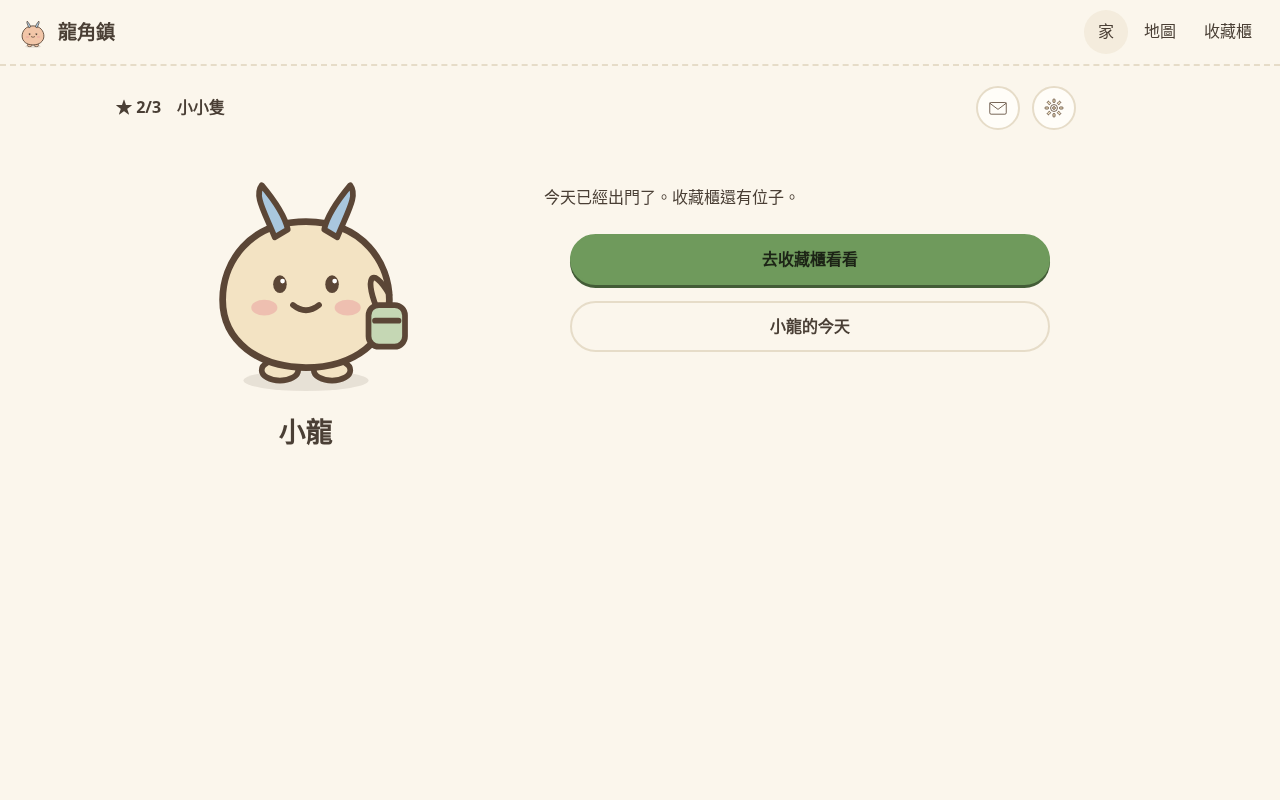 龍角鎮
家 地圖 收藏櫃
★ 2/3 小小隻
今天已經出門了。收藏櫃還有位子。
去收藏櫃看看
小龍的今天
小龍